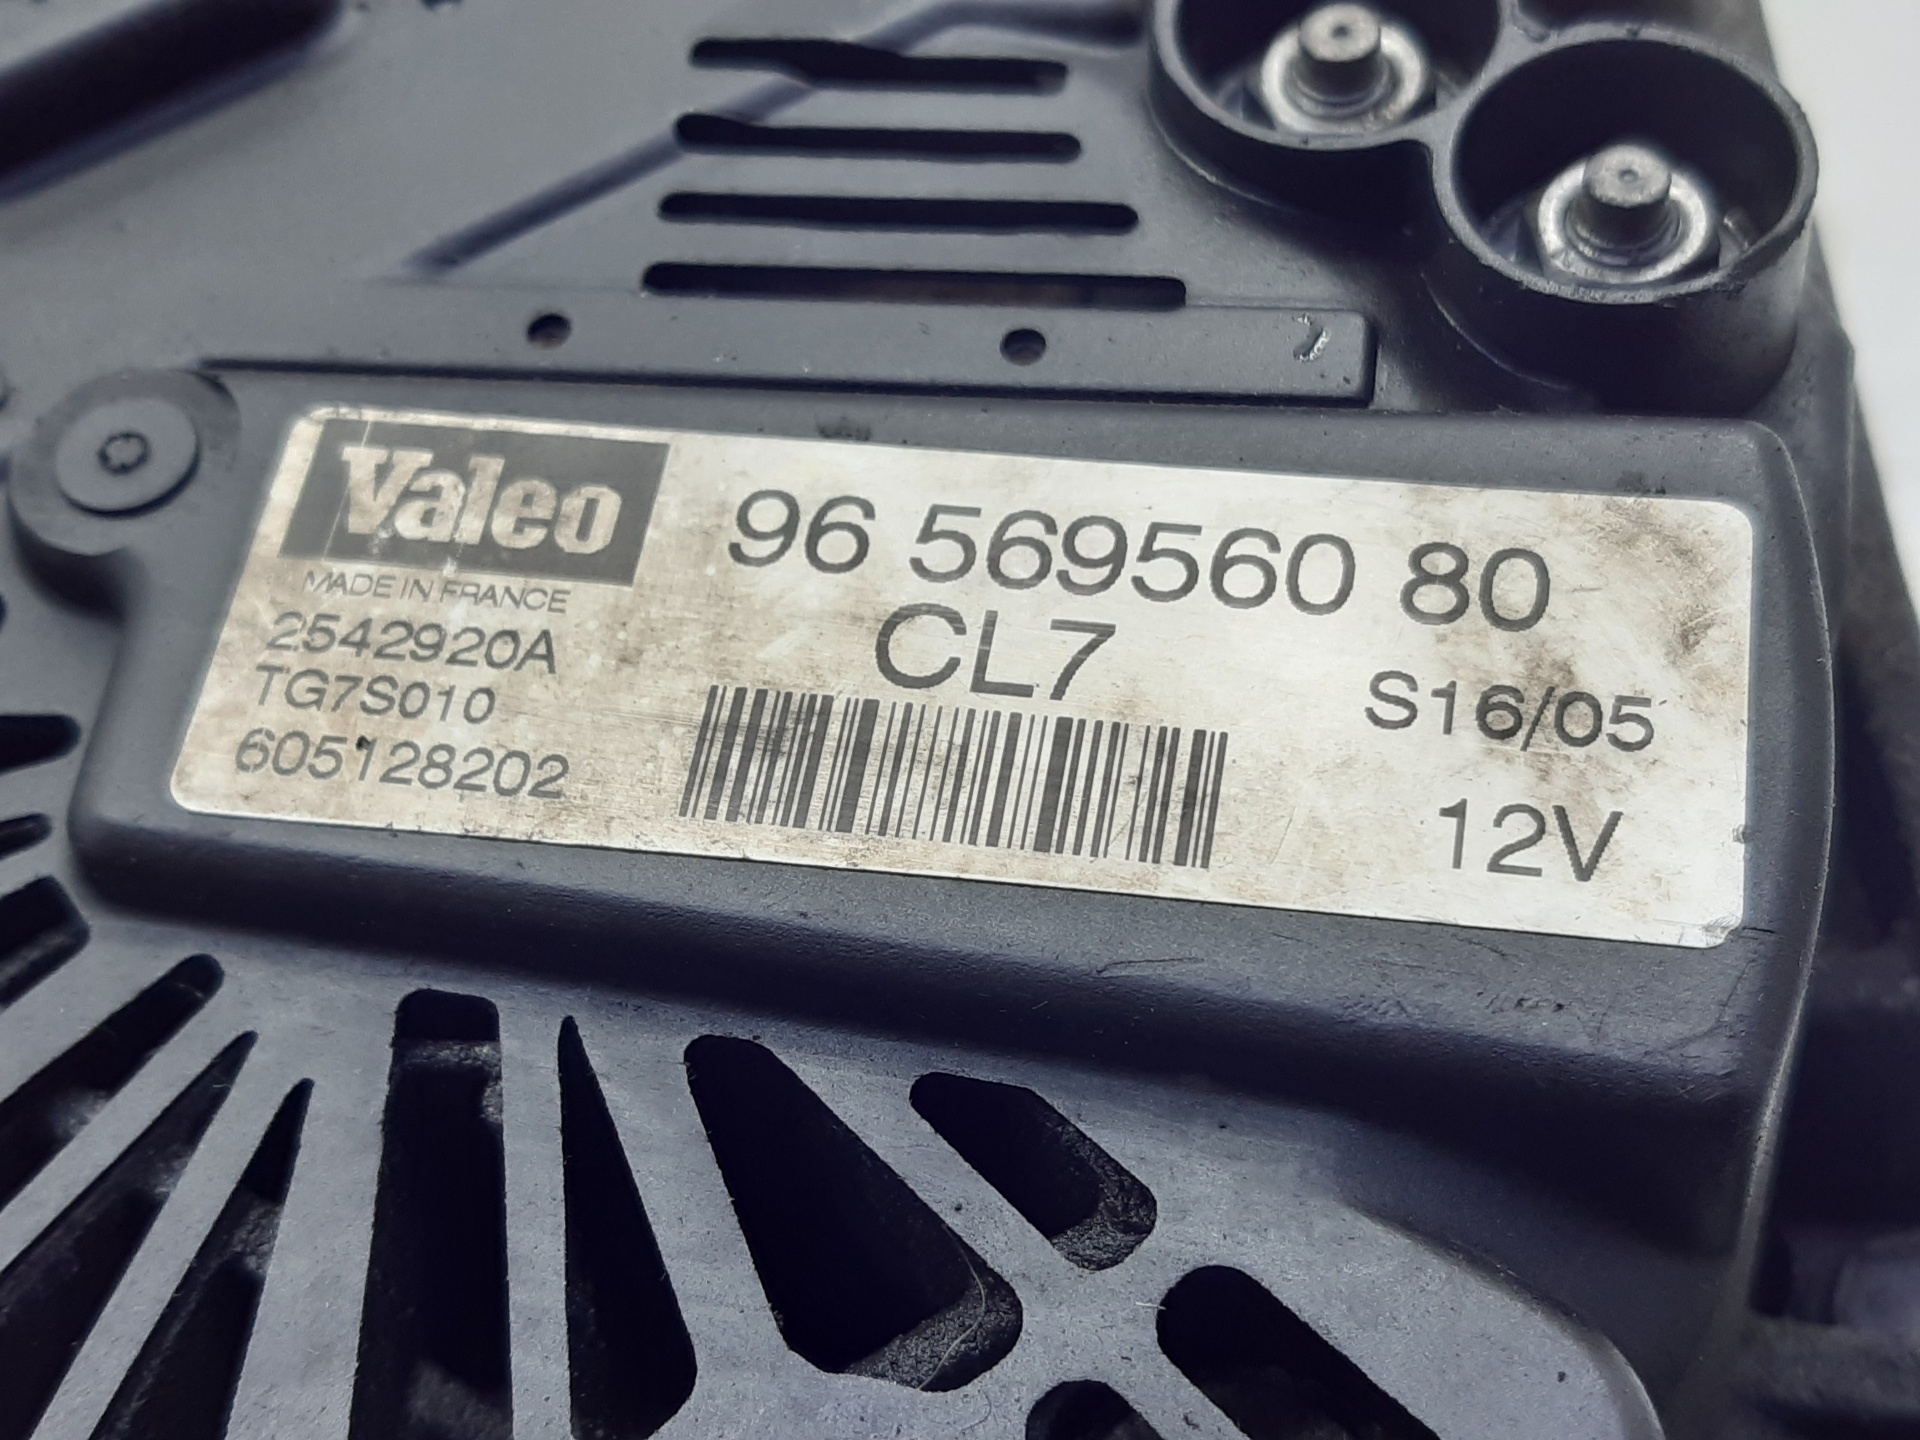 Valeo
MADE IN FRANCE
2542920A
TG7S010
605128202
96 569560 80
CL7
S16/05
12V